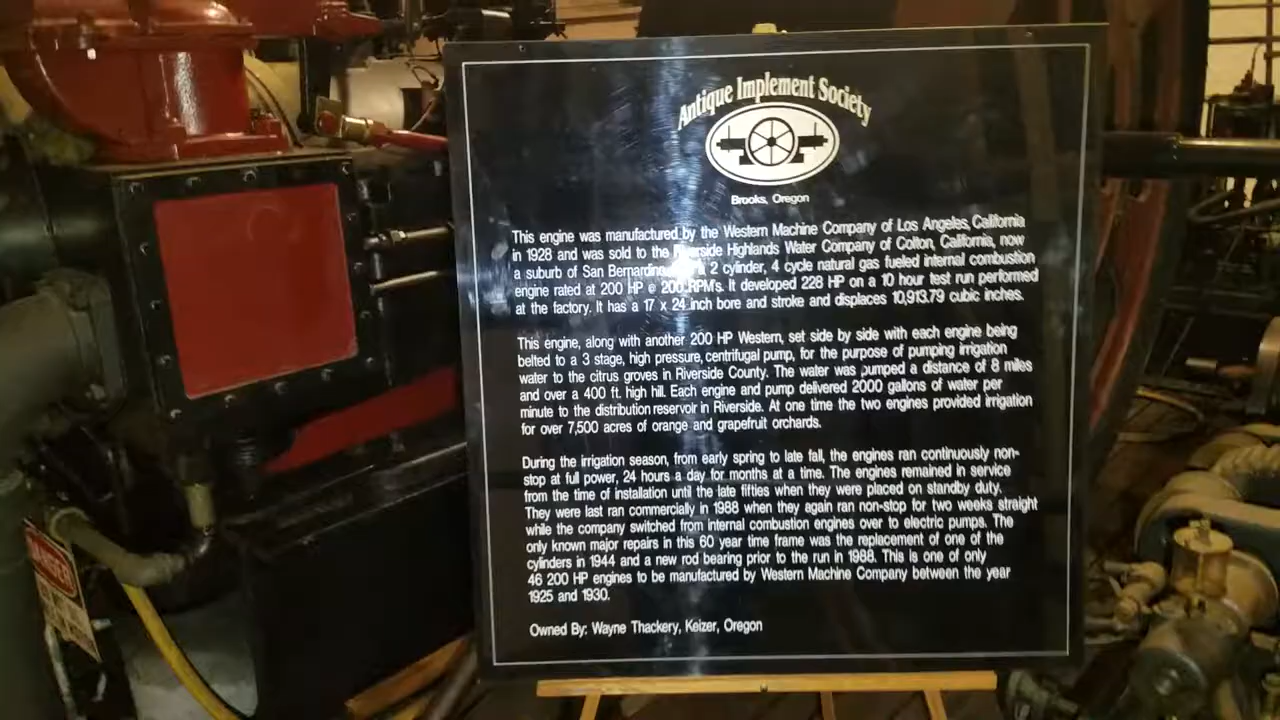 Antique Implement Society
Brooks, Oregon
This engine was manufactured by the Western Machine Company of Los Angeles, California
in 1928 and was sold to the Riverside Highlands Water Company of Colton, California, now
a suburb of San Bernardino. 2 cylinder, 4 cycle natural gas fueled internal combustion
engine rated at 200 HP @ 200 RPM's. It developed 228 HP on a 10 hour test run performed
at the factory. It has a 17 x 24 inch bore and stroke and displaces 10,913.79 cubic inches.
This engine, along with another 200 HP Western, set side by side with each engine being
belted to a 3 stage, high pressure, centrifugal pump, for the purpose of pumping irrigation
water to the citrus groves in Riverside County. The water was pumped a distance of 8 miles
and over a 400 ft. high hill. Each engine and pump delivered 2000 gallons of water per
minute to the distribution reservoir in Riverside. At one time the two engines provided irrigation
for over 7,500 acres of orange and grapefruit orchards.
During the irrigation season, from early spring to late fall, the engines ran continuously non-
stop at full power, 24 hours a day for months at a time. The engines remained in service
from the time of installation until the late fifties when they were placed on standby duty.
They were last ran commercially in 1988 when they again ran non-stop for two weeks straight
while the company switched from internal combustion engines over to electric pumps. The
only known major repairs in this 60 year time frame was the replacement of one of the
cylinders in 1944 and a new rod bearing prior to the run in 1988. This is one of only
46 200 HP engines to be manufactured by Western Machine Company between the year
1925 and 1930.
Owned By: Wayne Thackery, Keizer, Oregon
DANGER